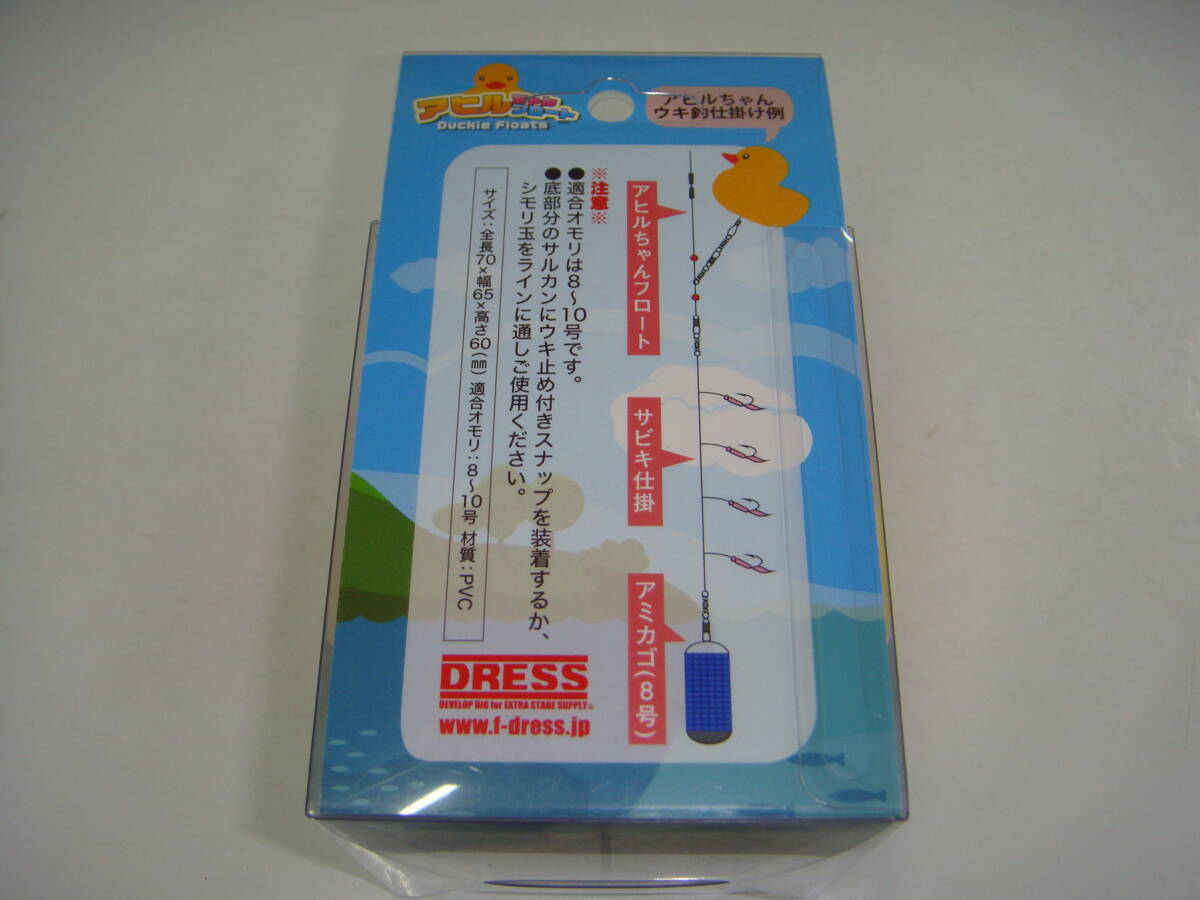 アヒルちゃんフロート
Duckie Floats
アヒルちゃん
ウキ釣仕掛け例
アヒルちゃんフロート
サビキ仕掛
アミカゴ(8号)
※注意※
●適合オモリは8〜10号です。
●底部分のサルカンにウキ止め付きスナップを装着するか、
シモリ玉をラインに通しご使用ください。
サイズ：全長70×幅65×高さ60(㎜) 適合オモリ：8〜10号 材質：PVC
DRESS
DEVELOP RIG for EXTRA STAGE SUPPLY®
www.f-dress.jp